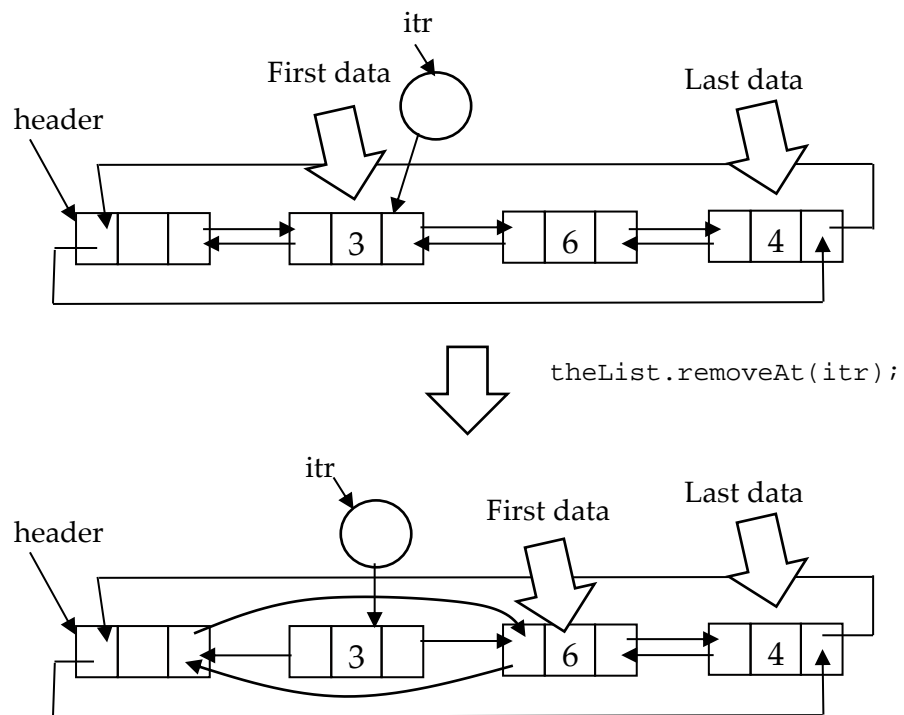 itr
First data
Last data
header
3
6
4
theList.removeAt(itr);
itr
Last data
First data
header
3
6
4